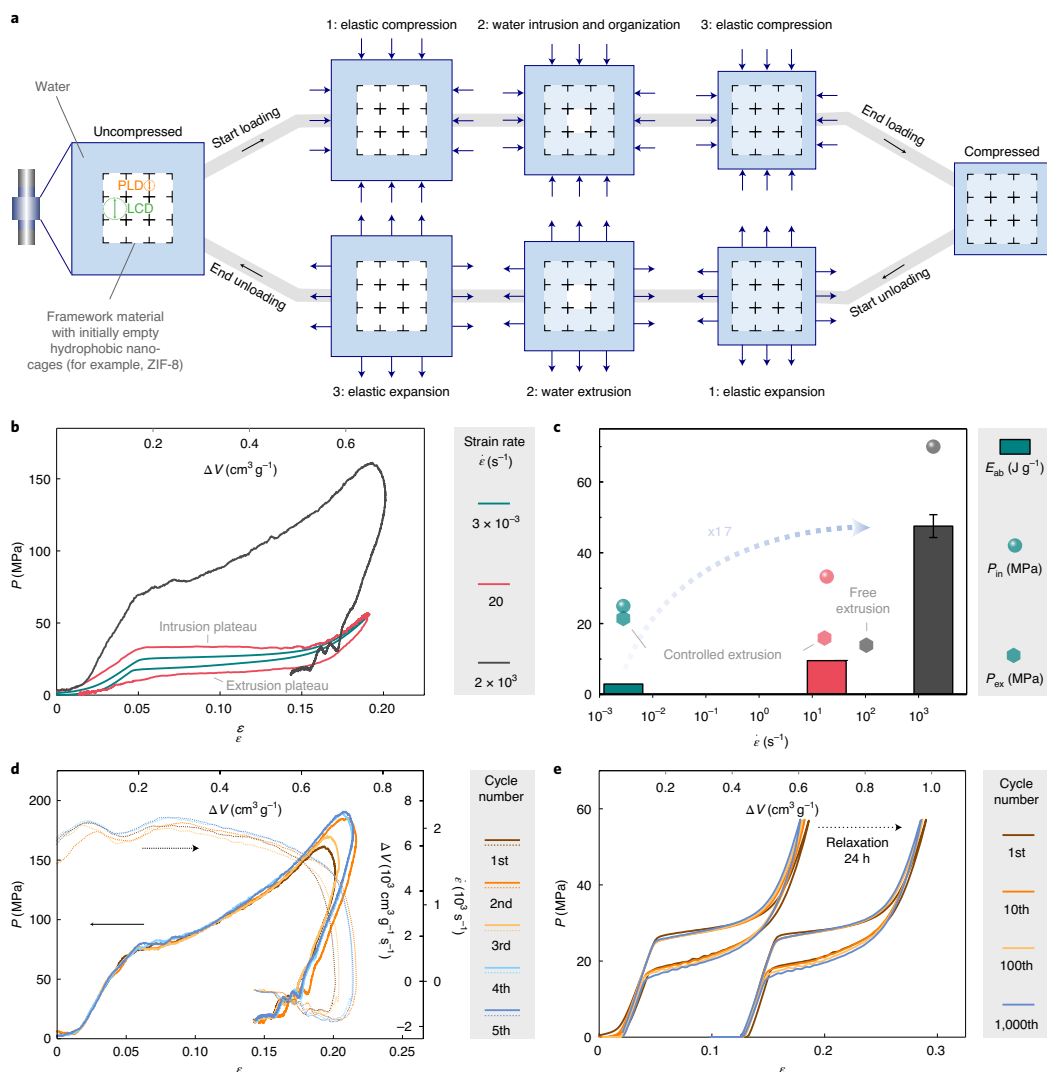 a
1: elastic compression
2: water intrusion and organization
3: elastic compression
Water
Uncompressed
Start loading
End loading
Compressed
PLD
LCD
End unloading
Start unloading
Framework material
with initially empty
hydrophobic nano-
cages (for example, ZIF-8)
3: elastic expansion
2: water extrusion
1: elastic expansion
b
0.2 0.4 0.6
ΔV (cm³ g⁻¹)
150
100
50
0
P (MPa)
Intrusion plateau
Extrusion plateau
0 0.05 0.10 0.15 0.20
ε
ε
Strain rate
ε̇ (s⁻¹)
3 × 10⁻³
20
2 × 10³
c
60
40
20
0
x17
Free
extrusion
Controlled extrusion
10⁻³ 10⁻² 10⁻¹ 10⁰ 10¹ 10² 10³
ε̇ (s⁻¹)
E_ab (J g⁻¹)
P_in (MPa)
P_ex (MPa)
d
0 0.2 0.4 0.6 0.8
ΔV (cm³ g⁻¹)
200
150
100
50
0
P (MPa)
8
6
4
2
0
−2
ΔV̇ (10³ cm³ g⁻¹ s⁻¹)
2
1
0
ε̇ (10³ s⁻¹)
0 0.05 0.10 0.15 0.20 0.25
ε
Cycle
number
1st
2nd
3rd
4th
5th
e
0 0.2 0.4 0.6 0.8 1.0
ΔV (cm³ g⁻¹)
60
40
20
0
P (MPa)
Relaxation
24 h
0 0.1 0.2 0.3
ε
Cycle
number
1st
10th
100th
1,000th